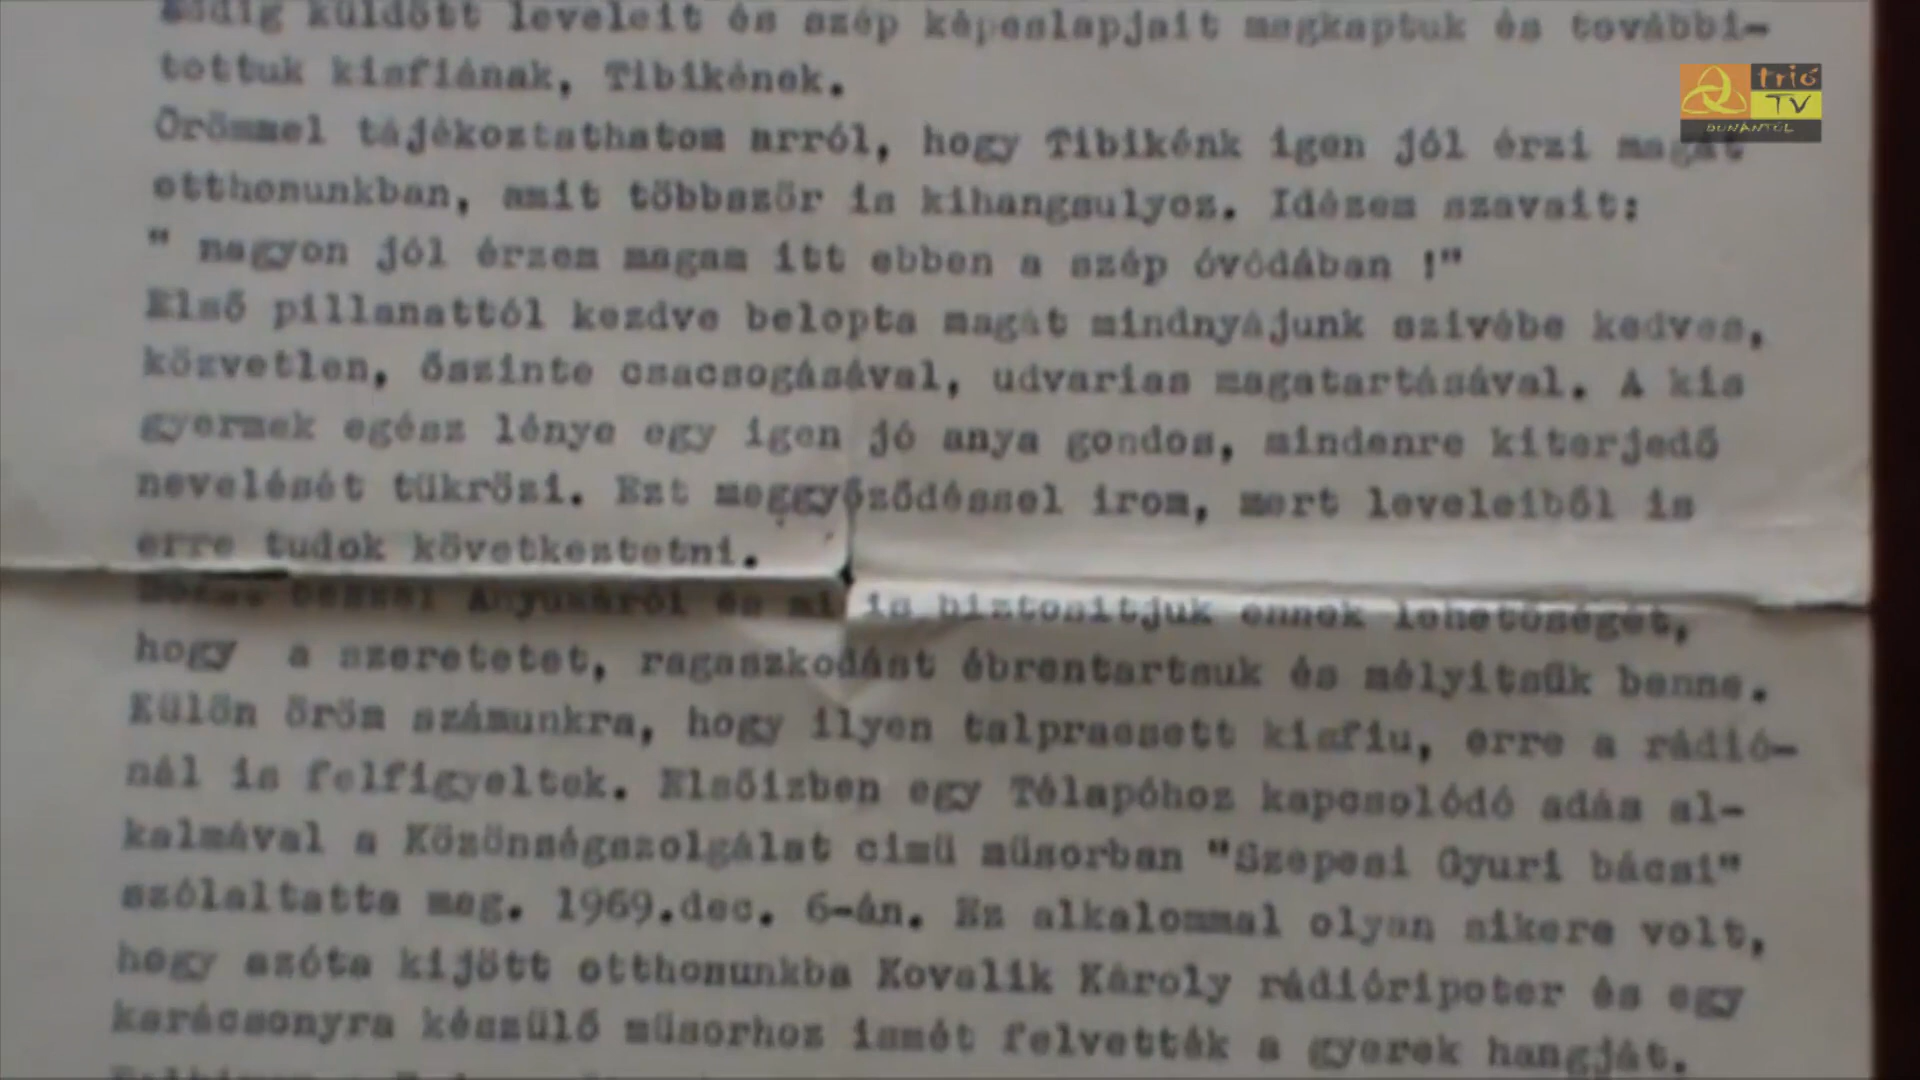 küldött leveleit és szép képeslapjait megkaptuk és további-
tottuk kisfiának, Tibikének.
Örömmel tájékoztathatom arról, hogy Tibikénk igen jól érzi magát
otthonunkban, amit többször is kihangsulyoz. Idézem szavait:
" nagyon jól érzem magam itt ebben a szép óvódában !"
Első pillanattól kezdve belopta magát mindnyájunk szivébe kedves,
közvetlen, őszinte csacsogásával, udvarias magatartásával. A kis
gyermek egész lénye egy igen jó anya gondos, mindenre kiterjedő
nevelését tükrözi. Ezt meggyőződéssel irom, mert leveleiből is
erre tudok következtetni.
Anyukáról és mi is biztositjuk ennek lehetőségét,
hogy a szeretetet, ragaszkodást ébrentartsuk és mélyitsük benne.
Külön öröm számunkra, hogy ilyen talpraesett kisfiu, erre a rádió-
nál is felfigyeltek. Elsőizben egy Télapóhoz kapcsolódó adás al-
kalmával a Közönségszolgálat cimü müsorban "Szepesi Gyuri bácsi"
szólaltatta meg. 1969.dec. 6-án. Ez alkalommal olyan sikere volt,
hogy azóta kijött otthonunkba Kovalik Károly rádióripoter és egy
karácsonyra készülő müsorhoz ismét felvették a gyerek hangját.
trió
TV
DUNÁNTÚL